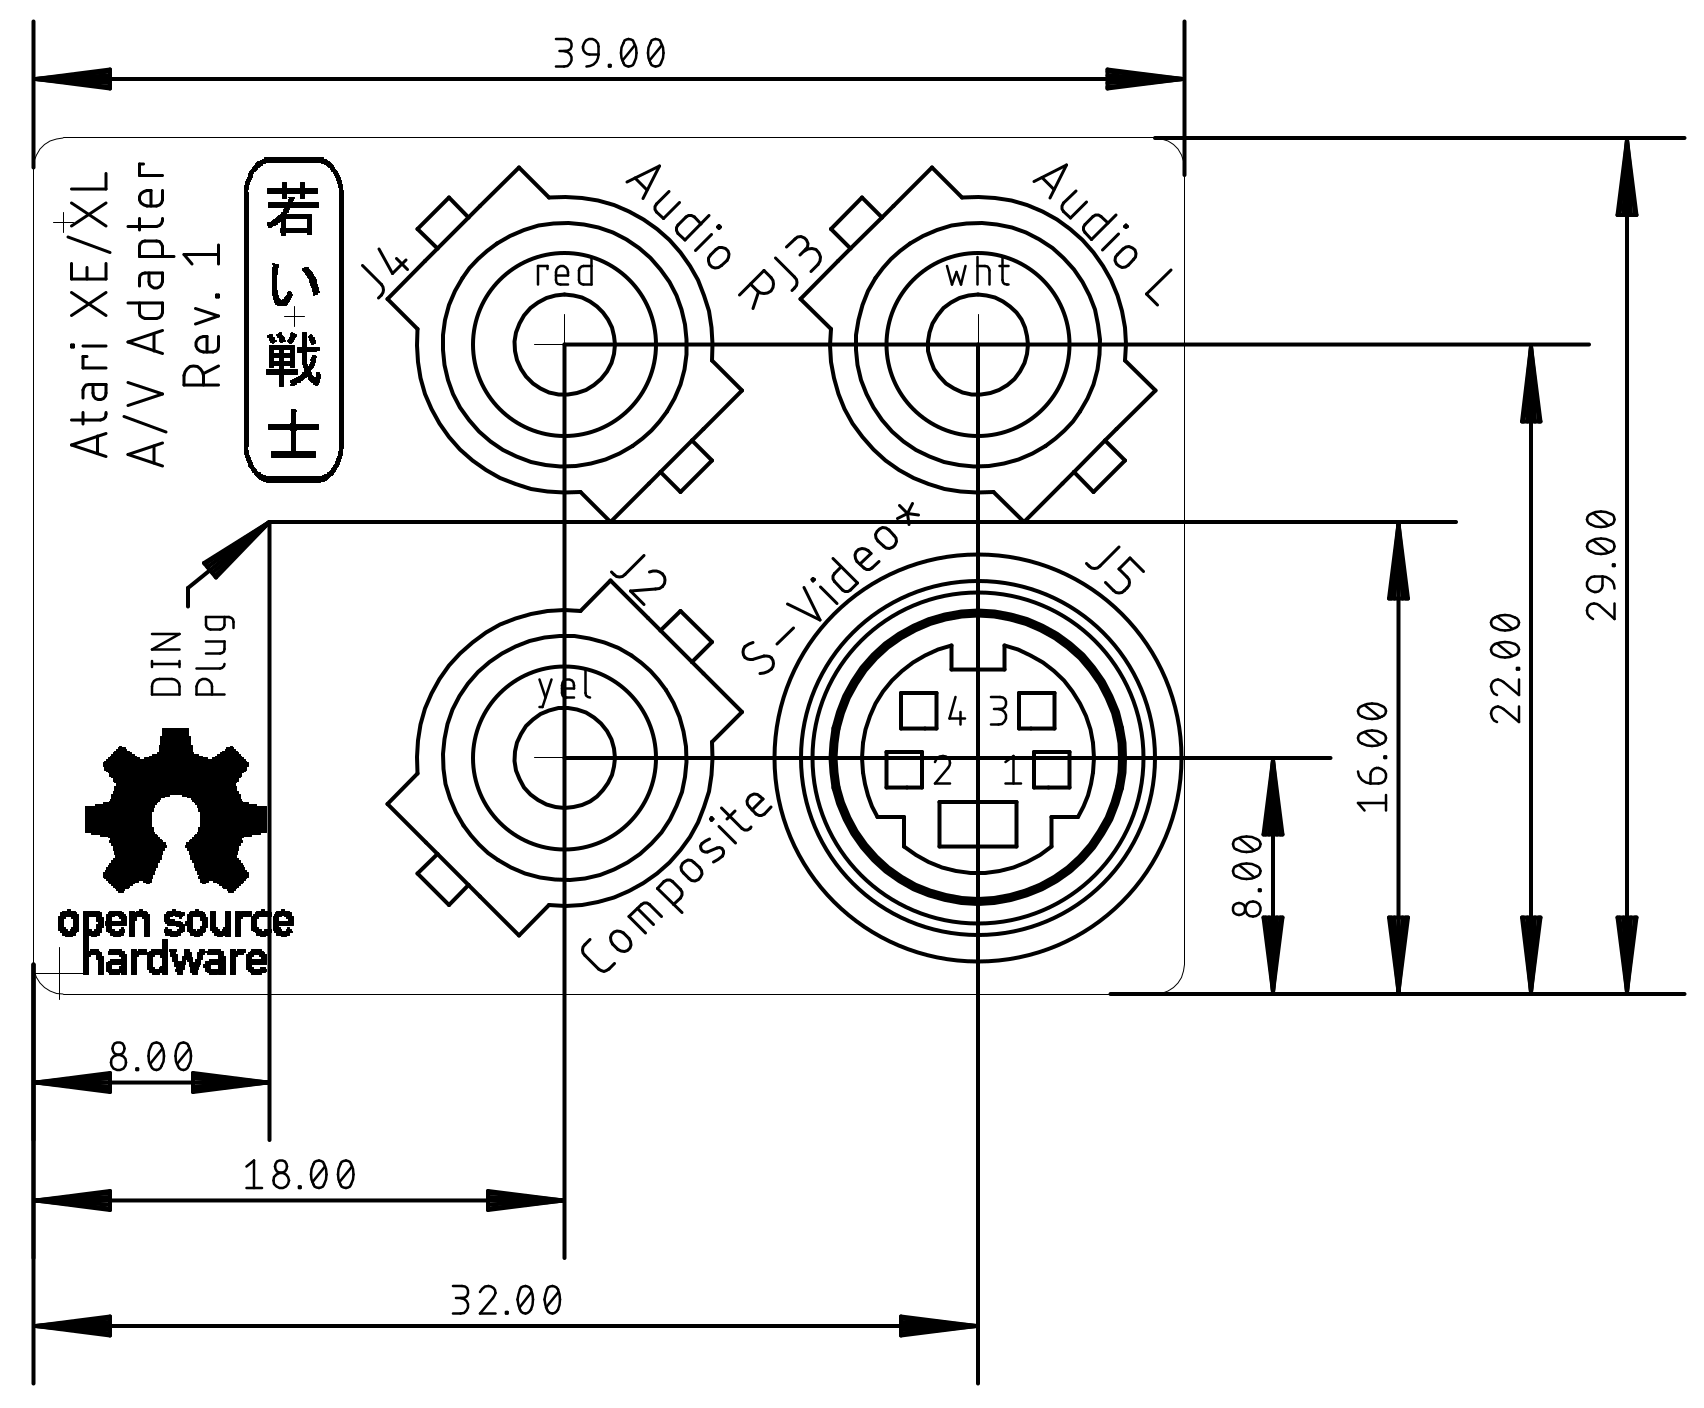 39.00
Atari XE/XL
A/V Adapter
Rev. 1
若い戦士
J4
Audio R
red
J3
Audio L
wht
DIN
Plug
J2
yel
Composite
S-Video*
J5
4 3
2 1
open source
hardware
8.00
16.00
22.00
29.00
8.00
18.00
32.00